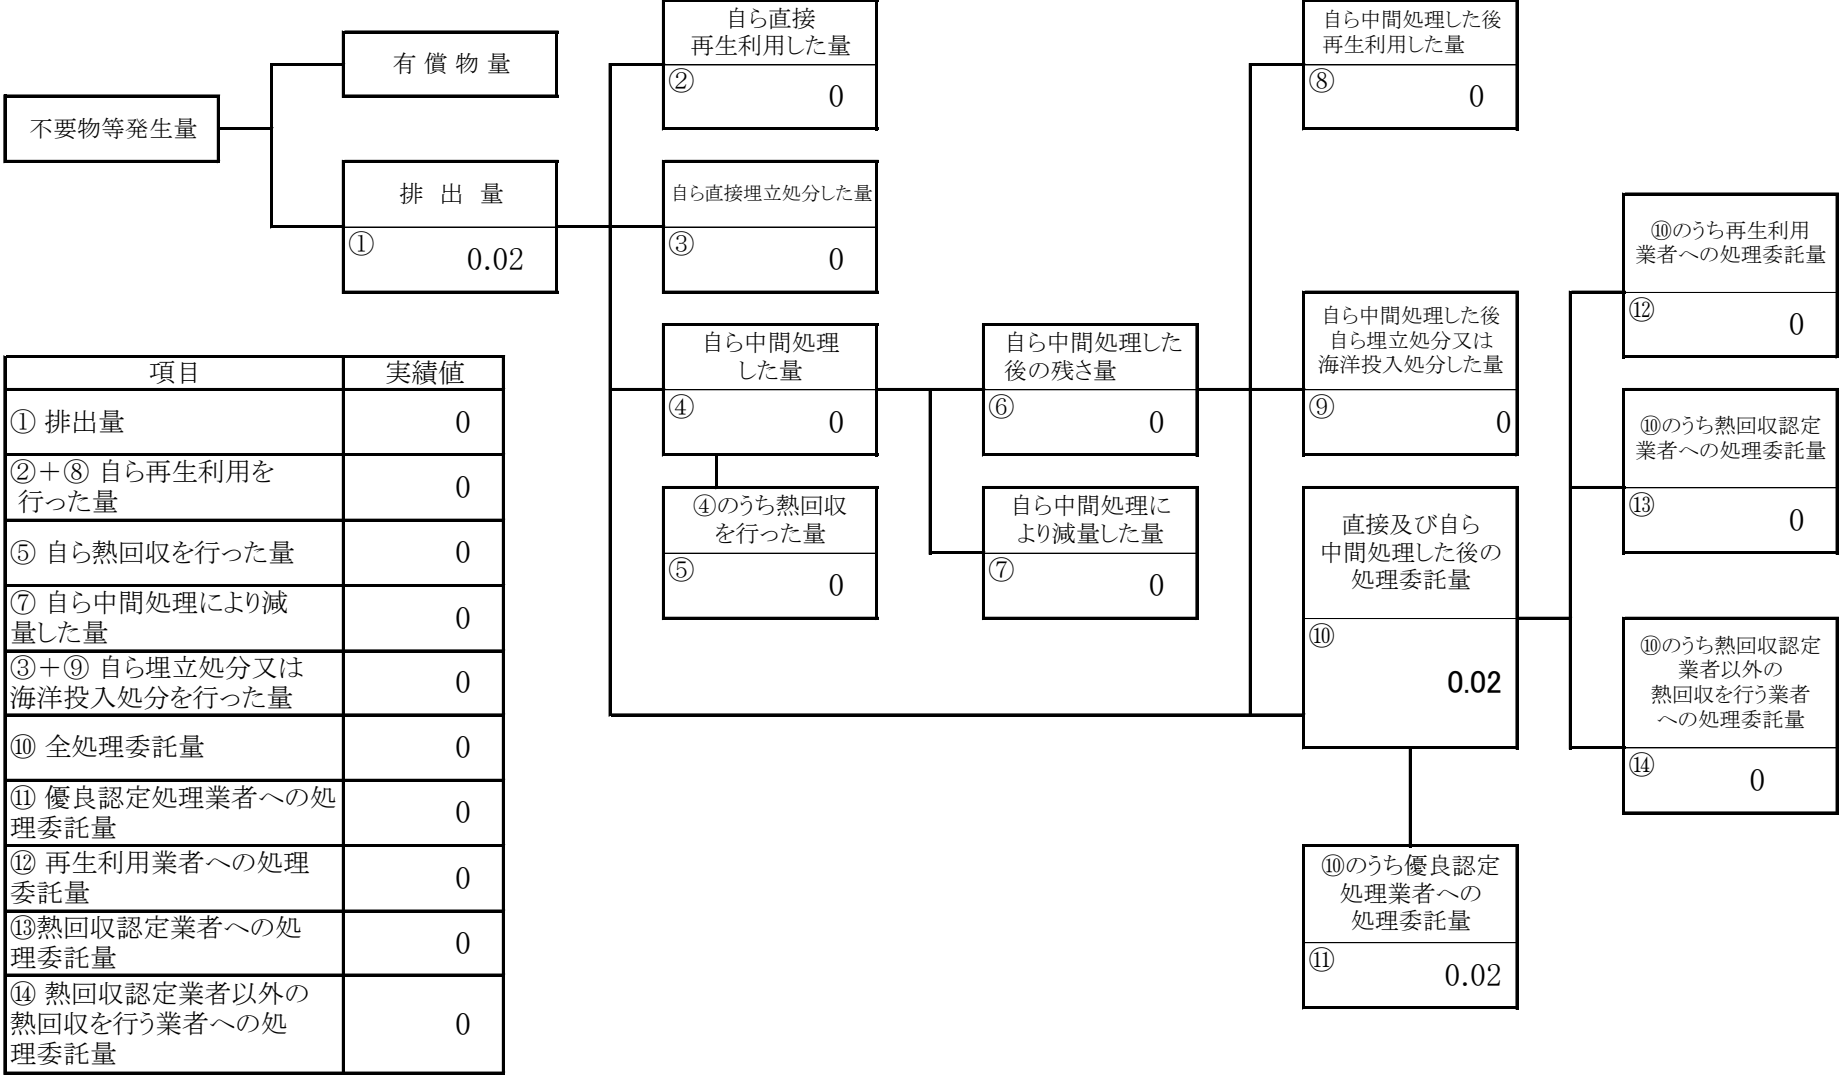 不要物等発生量
有 償 物 量
排 出 量
①
0.02
自ら直接
再生利用した量
②
0
自ら直接埋立処分した量
③
0
自ら中間処理
した量
④
0
④のうち熱回収
を行った量
⑤
0
自ら中間処理した
後の残さ量
⑥
0
自ら中間処理に
より減量した量
⑦
0
自ら中間処理した後
再生利用した量
⑧
0
自ら中間処理した後
自ら埋立処分又は
海洋投入処分した量
⑨
0
直接及び自ら
中間処理した後の
処理委託量
⑩
0.02
⑩のうち優良認定
処理業者への
処理委託量
⑪
0.02
⑩のうち再生利用
業者への処理委託量
⑫
0
⑩のうち熱回収認定
業者への処理委託量
⑬
0
⑩のうち熱回収認定
業者以外の
熱回収を行う業者
への処理委託量
⑭
0
項目 実績値
① 排出量 0
②+⑧ 自ら再生利用を
行った量 0
⑤ 自ら熱回収を行った量 0
⑦ 自ら中間処理により減
量した量 0
③+⑨ 自ら埋立処分又は
海洋投入処分を行った量 0
⑩ 全処理委託量 0
⑪ 優良認定処理業者への処
理委託量 0
⑫ 再生利用業者への処理
委託量 0
⑬熱回収認定業者への処
理委託量 0
⑭ 熱回収認定業者以外の
熱回収を行う業者への処 0
理委託量